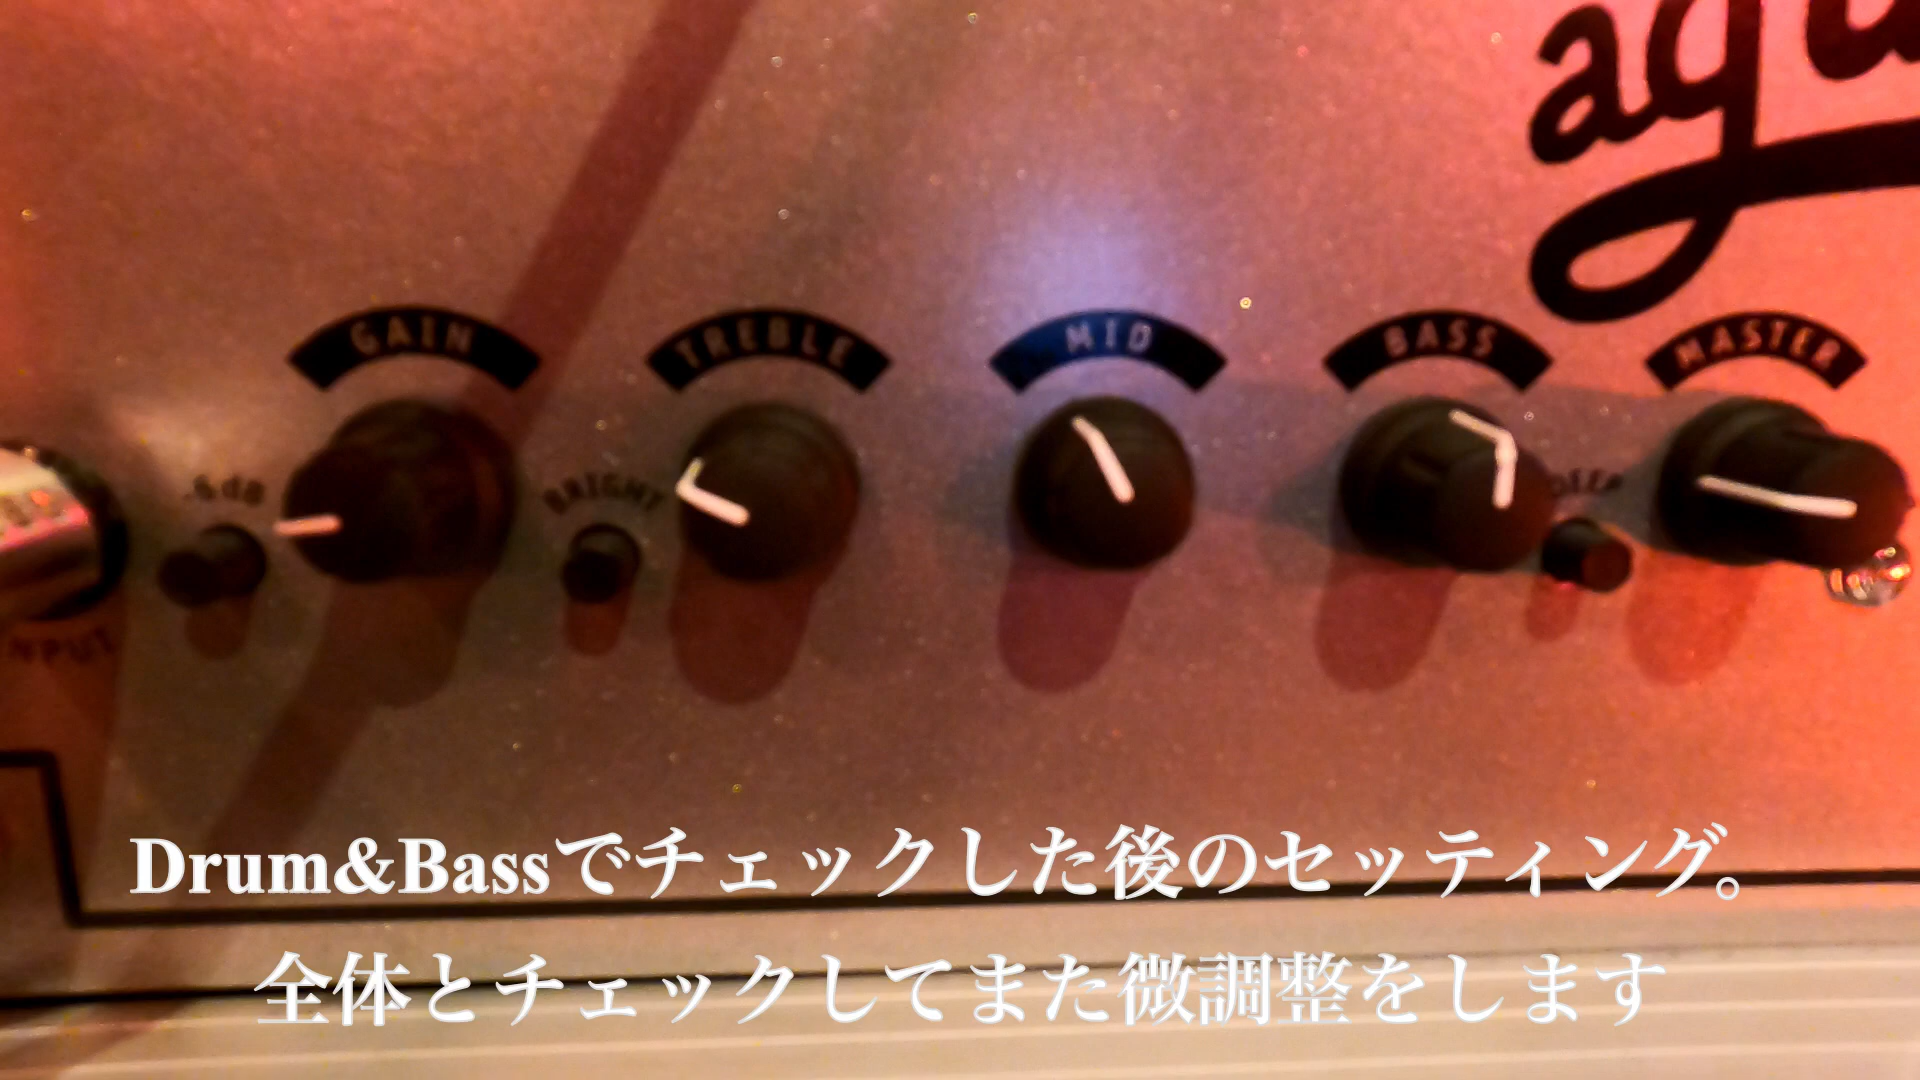 agu
GAIN
TREBLE
MID
BASS
MASTER
-6dB
BRIGHT
DEEP
INPUT
Drum&Bassでチェックした後のセッティング。
全体とチェックしてまた微調整をします